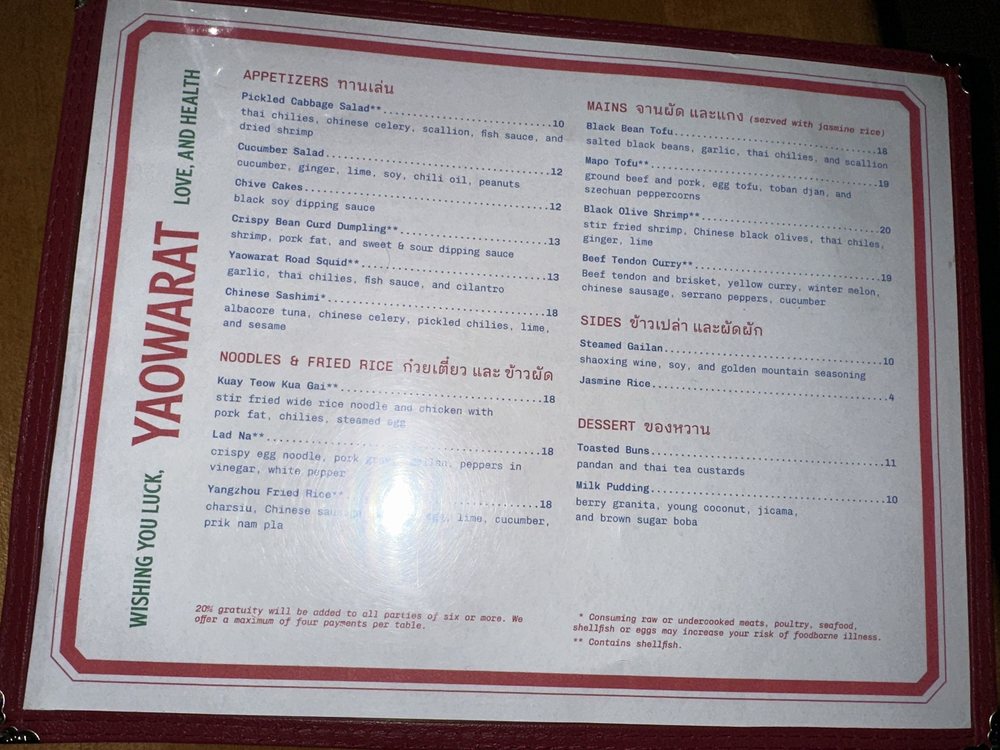 WISHING YOU LUCK,
YAOWARAT
LOVE, AND HEALTH
APPETIZERS ทานเล่น
Pickled Cabbage Salad**..........................10
thai chilies, chinese celery, scallion, fish sauce, and
dried shrimp
Cucumber Salad..........................12
cucumber, ginger, lime, soy, chili oil, peanuts
Chive Cakes..........................12
black soy dipping sauce
Crispy Bean Curd Dumpling**..........................13
shrimp, pork fat, and sweet & sour dipping sauce
Yaowarat Road Squid**..........................13
garlic, thai chilies, fish sauce, and cilantro
Chinese Sashimi*..........................18
albacore tuna, chinese celery, pickled chilies, lime,
and sesame
NOODLES & FRIED RICE ก๋วยเตี๋ยว และ ข้าวผัด
Kuay Teow Kua Gai**..........................18
stir fried wide rice noodle and chicken with
pork fat, chilies, steamed egg
Lad Na**..........................18
crispy egg noodle, pork peppers in
vinegar, white pepper
Yangzhou Fried Rice**..........................18
charsiu, Chinese egg, lime, cucumber,
prik nam pla
20% gratuity will be added to all parties of six or more. We
offer a maximum of four payments per table.
MAINS จานผัด และแกง (served with jasmine rice)
Black Bean Tofu..........................18
salted black beans, garlic, thai chilies, and scallion
Mapo Tofu**..........................19
ground beef and pork, egg tofu, toban djan, and
szechuan peppercorns
Black Olive Shrimp**..........................20
stir fried shrimp, Chinese black olives, thai chiles,
ginger, lime
Beef Tendon Curry**..........................19
Beef tendon and brisket, yellow curry, winter melon,
chinese sausage, serrano peppers, cucumber
SIDES ข้าวเปล่า และผัดผัก
Steamed Gailan..........................10
shaoxing wine, soy, and golden mountain seasoning
Jasmine Rice..........................4
DESSERT ของหวาน
Toasted Buns..........................11
pandan and thai tea custards
Milk Pudding..........................10
berry granita, young coconut, jicama,
and brown sugar boba
* Consuming raw or undercooked meats, poultry, seafood,
shellfish or eggs may increase your risk of foodborne illness.
** Contains shellfish.